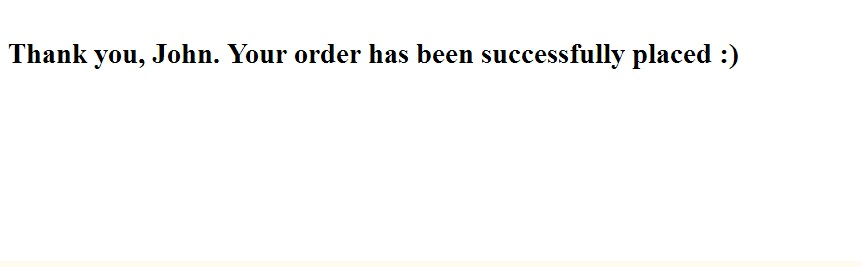 Thank you, John. Your order has been successfully placed :)